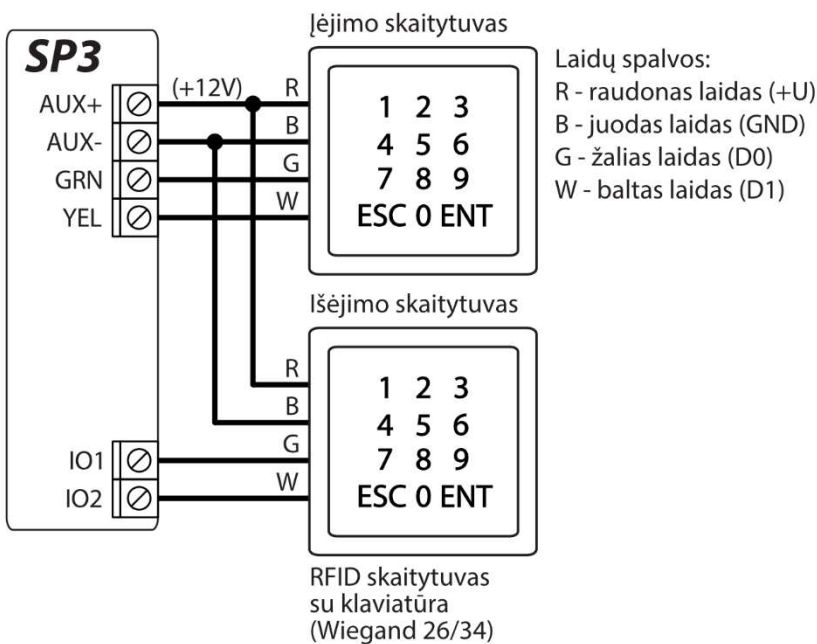 SP3
AUX+
AUX-
GRN
YEL
IO1
IO2
(+12V)
Įėjimo skaitytuvas
R
B
G
W
1 2 3
4 5 6
7 8 9
ESC 0 ENT
Išėjimo skaitytuvas
R
B
G
W
1 2 3
4 5 6
7 8 9
ESC 0 ENT
RFID skaitytuvas
su klaviatūra
(Wiegand 26/34)
Laidų spalvos:
R - raudonas laidas (+U)
B - juodas laidas (GND)
G - žalias laidas (D0)
W - baltas laidas (D1)